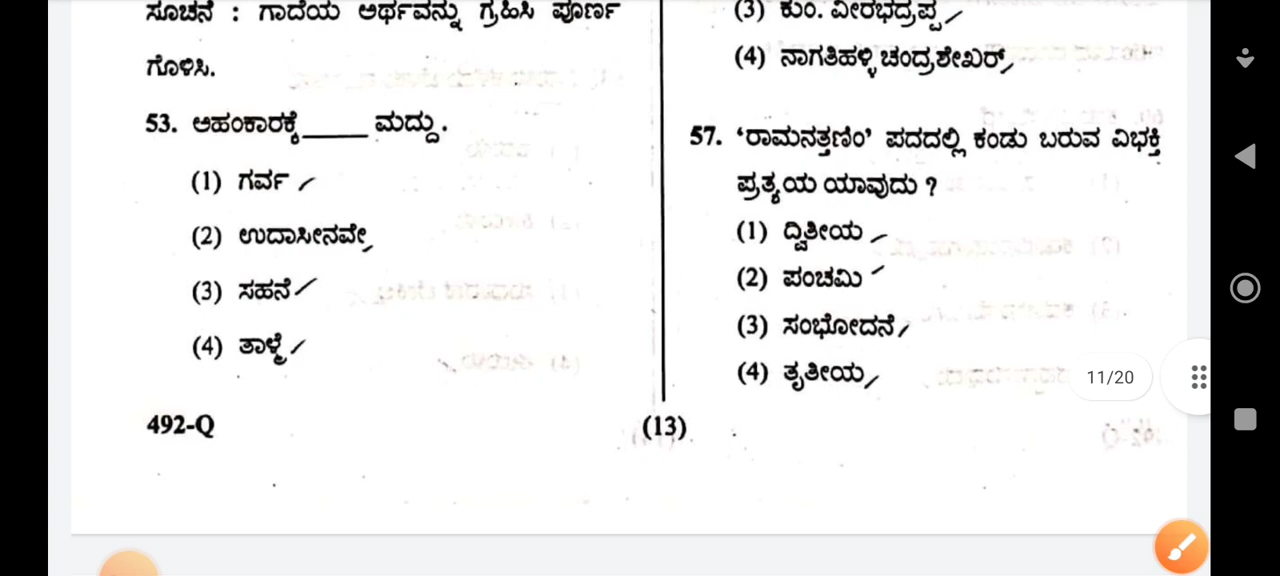 ಸೂಚನೆ : ಗಾದೆಯ ಅರ್ಥವನ್ನು ಗ್ರಹಿಸಿ ಪೂರ್ಣ
ಗೊಳಿಸಿ.
53. ಅಹಂಕಾರಕ್ಕೆ_____ ಮದ್ದು.
(1) ಗರ್ವ
(2) ಉದಾಸೀನವೇ
(3) ಸಹನೆ
(4) ತಾಳ್ಮೆ
492-Q
(3) ಕುಂ. ವೀರಭದ್ರಪ್ಪ
(4) ನಾಗತಿಹಳ್ಳಿ ಚಂದ್ರಶೇಖರ್
57. ‘ರಾಮನತ್ತಣಿಂ’ ಪದದಲ್ಲಿ ಕಂಡು ಬರುವ ವಿಭಕ್ತಿ
ಪ್ರತ್ಯಯ ಯಾವುದು ?
(1) ದ್ವಿತೀಯ
(2) ಪಂಚಮಿ
(3) ಸಂಭೋದನೆ
(4) ತೃತೀಯ
11/20
(13)